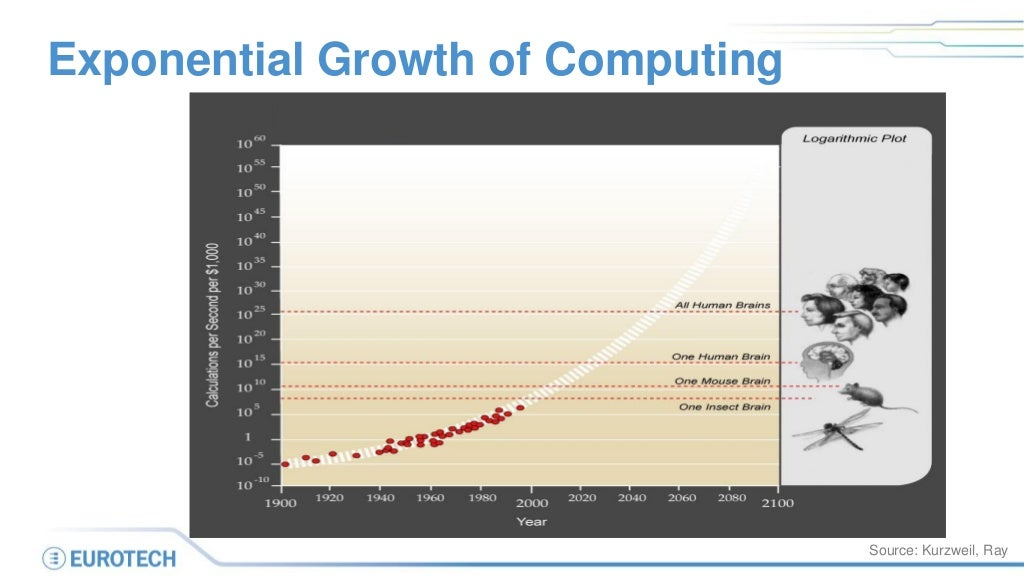 Exponential Growth of Computing
Logarithmic Plot
Calculations per Second per $1,000
10^60
10^55
10^50
10^45
10^40
10^35
10^30
10^25
10^20
10^15
10^10
10^5
1
10^-5
10^-10
All Human Brains
One Human Brain
One Mouse Brain
One Insect Brain
1900 1920 1940 1960 1980 2000 2020 2040 2060 2080 2100
Year
EUROTECH
Source: Kurzweil, Ray